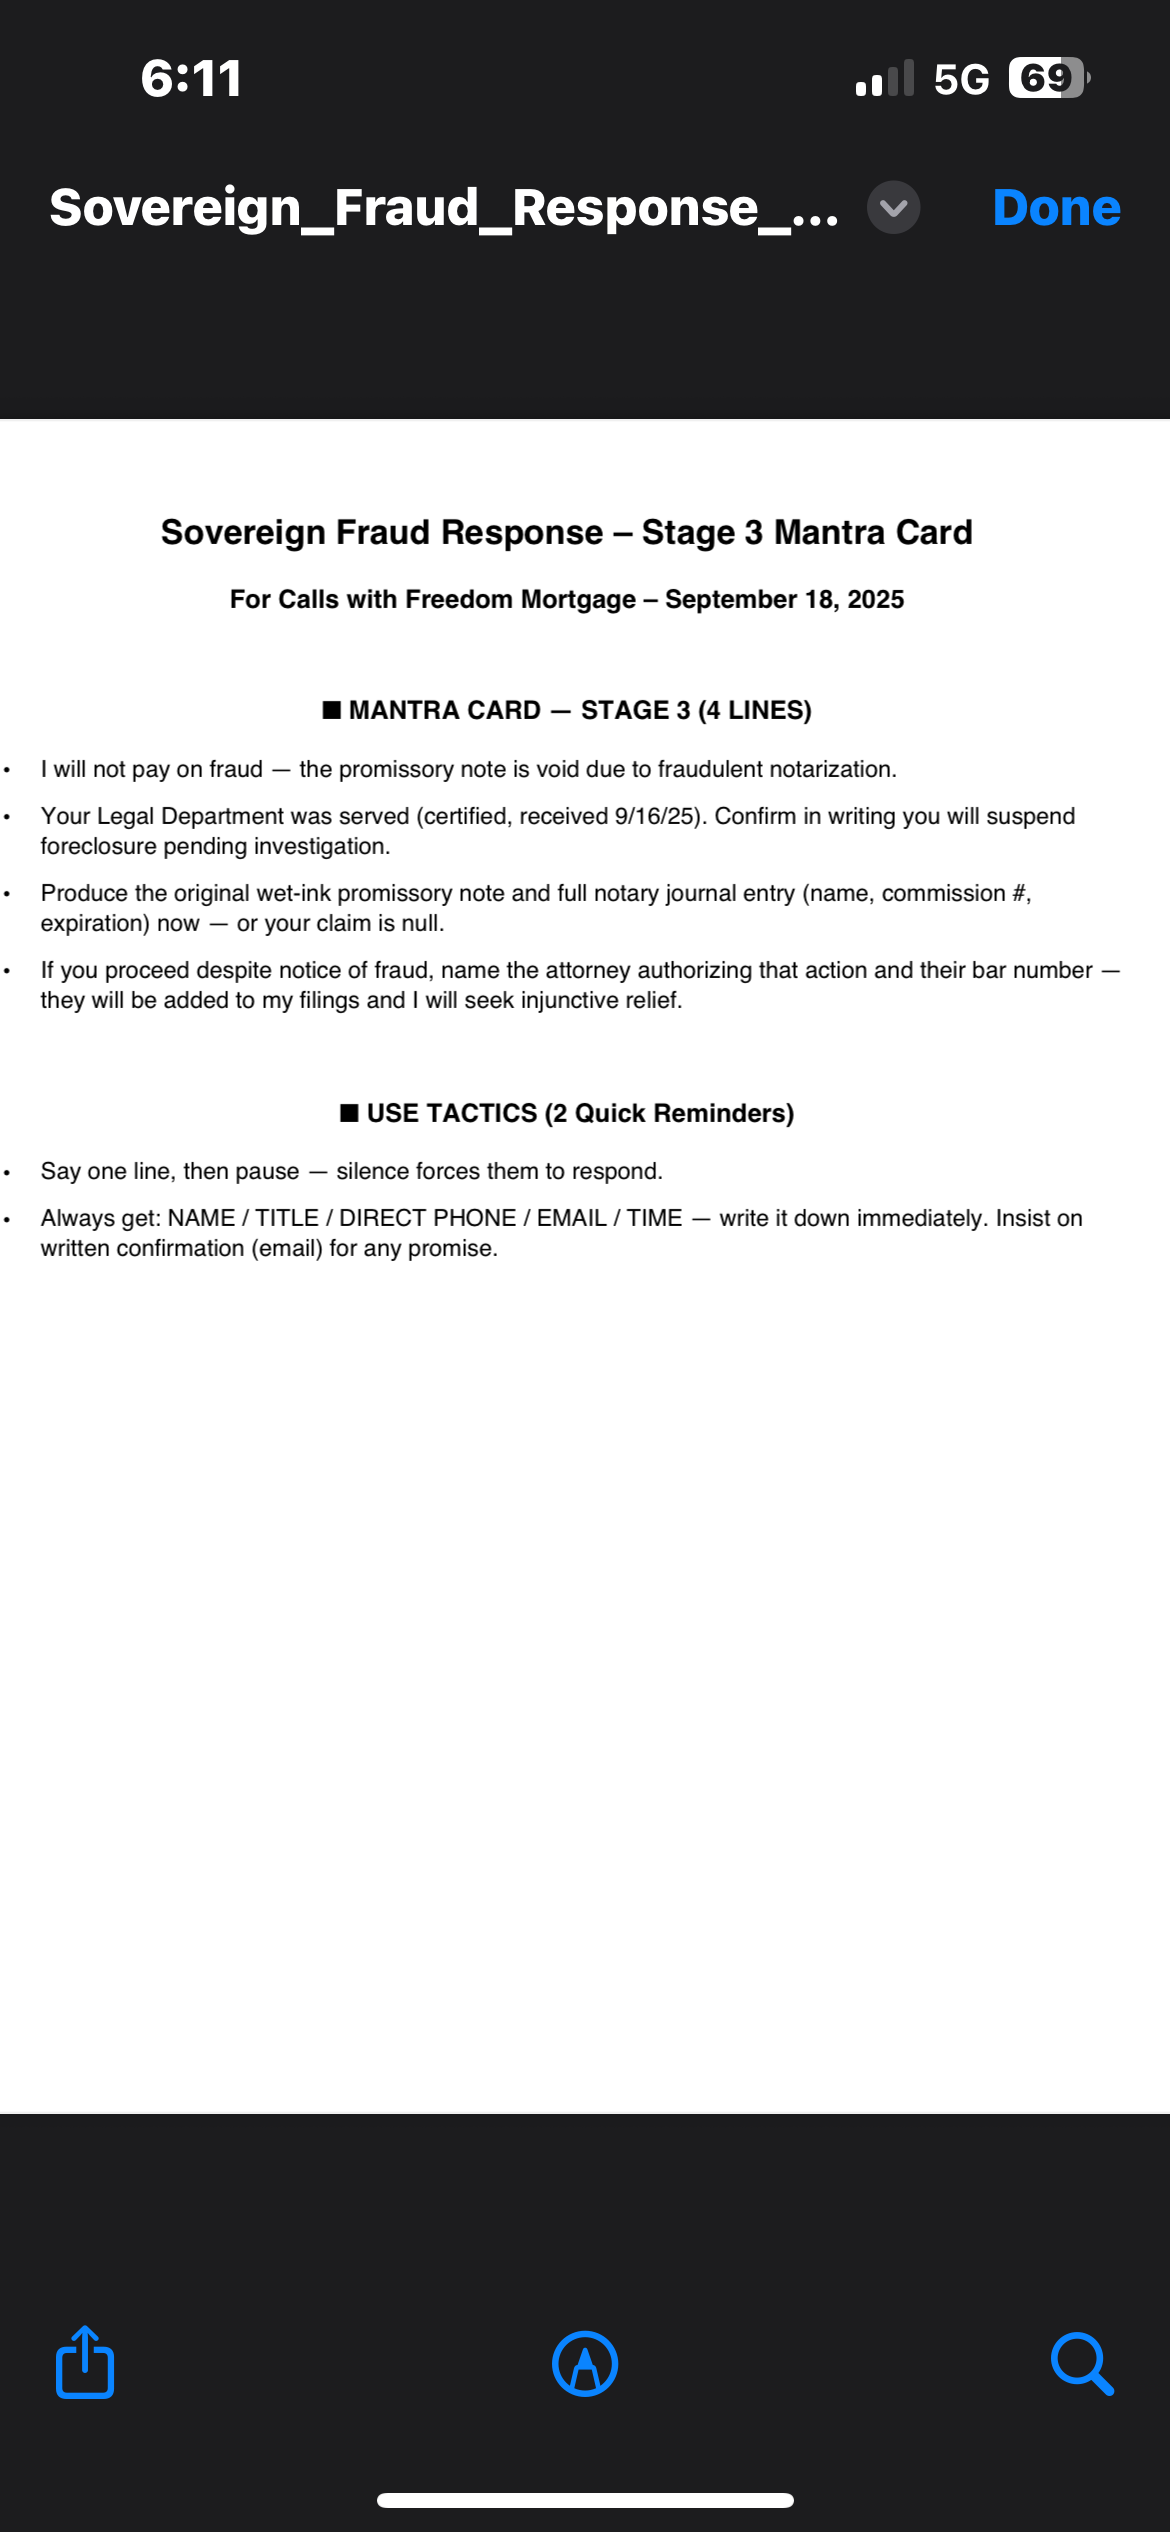 6:11
5G 69
Sovereign_Fraud_Response_...
Done
Sovereign Fraud Response – Stage 3 Mantra Card
For Calls with Freedom Mortgage – September 18, 2025
■ MANTRA CARD — STAGE 3 (4 LINES)
• I will not pay on fraud — the promissory note is void due to fraudulent notarization.
• Your Legal Department was served (certified, received 9/16/25). Confirm in writing you will suspend
foreclosure pending investigation.
• Produce the original wet-ink promissory note and full notary journal entry (name, commission #,
expiration) now — or your claim is null.
• If you proceed despite notice of fraud, name the attorney authorizing that action and their bar number —
they will be added to my filings and I will seek injunctive relief.
■ USE TACTICS (2 Quick Reminders)
• Say one line, then pause — silence forces them to respond.
• Always get: NAME / TITLE / DIRECT PHONE / EMAIL / TIME — write it down immediately. Insist on
written confirmation (email) for any promise.